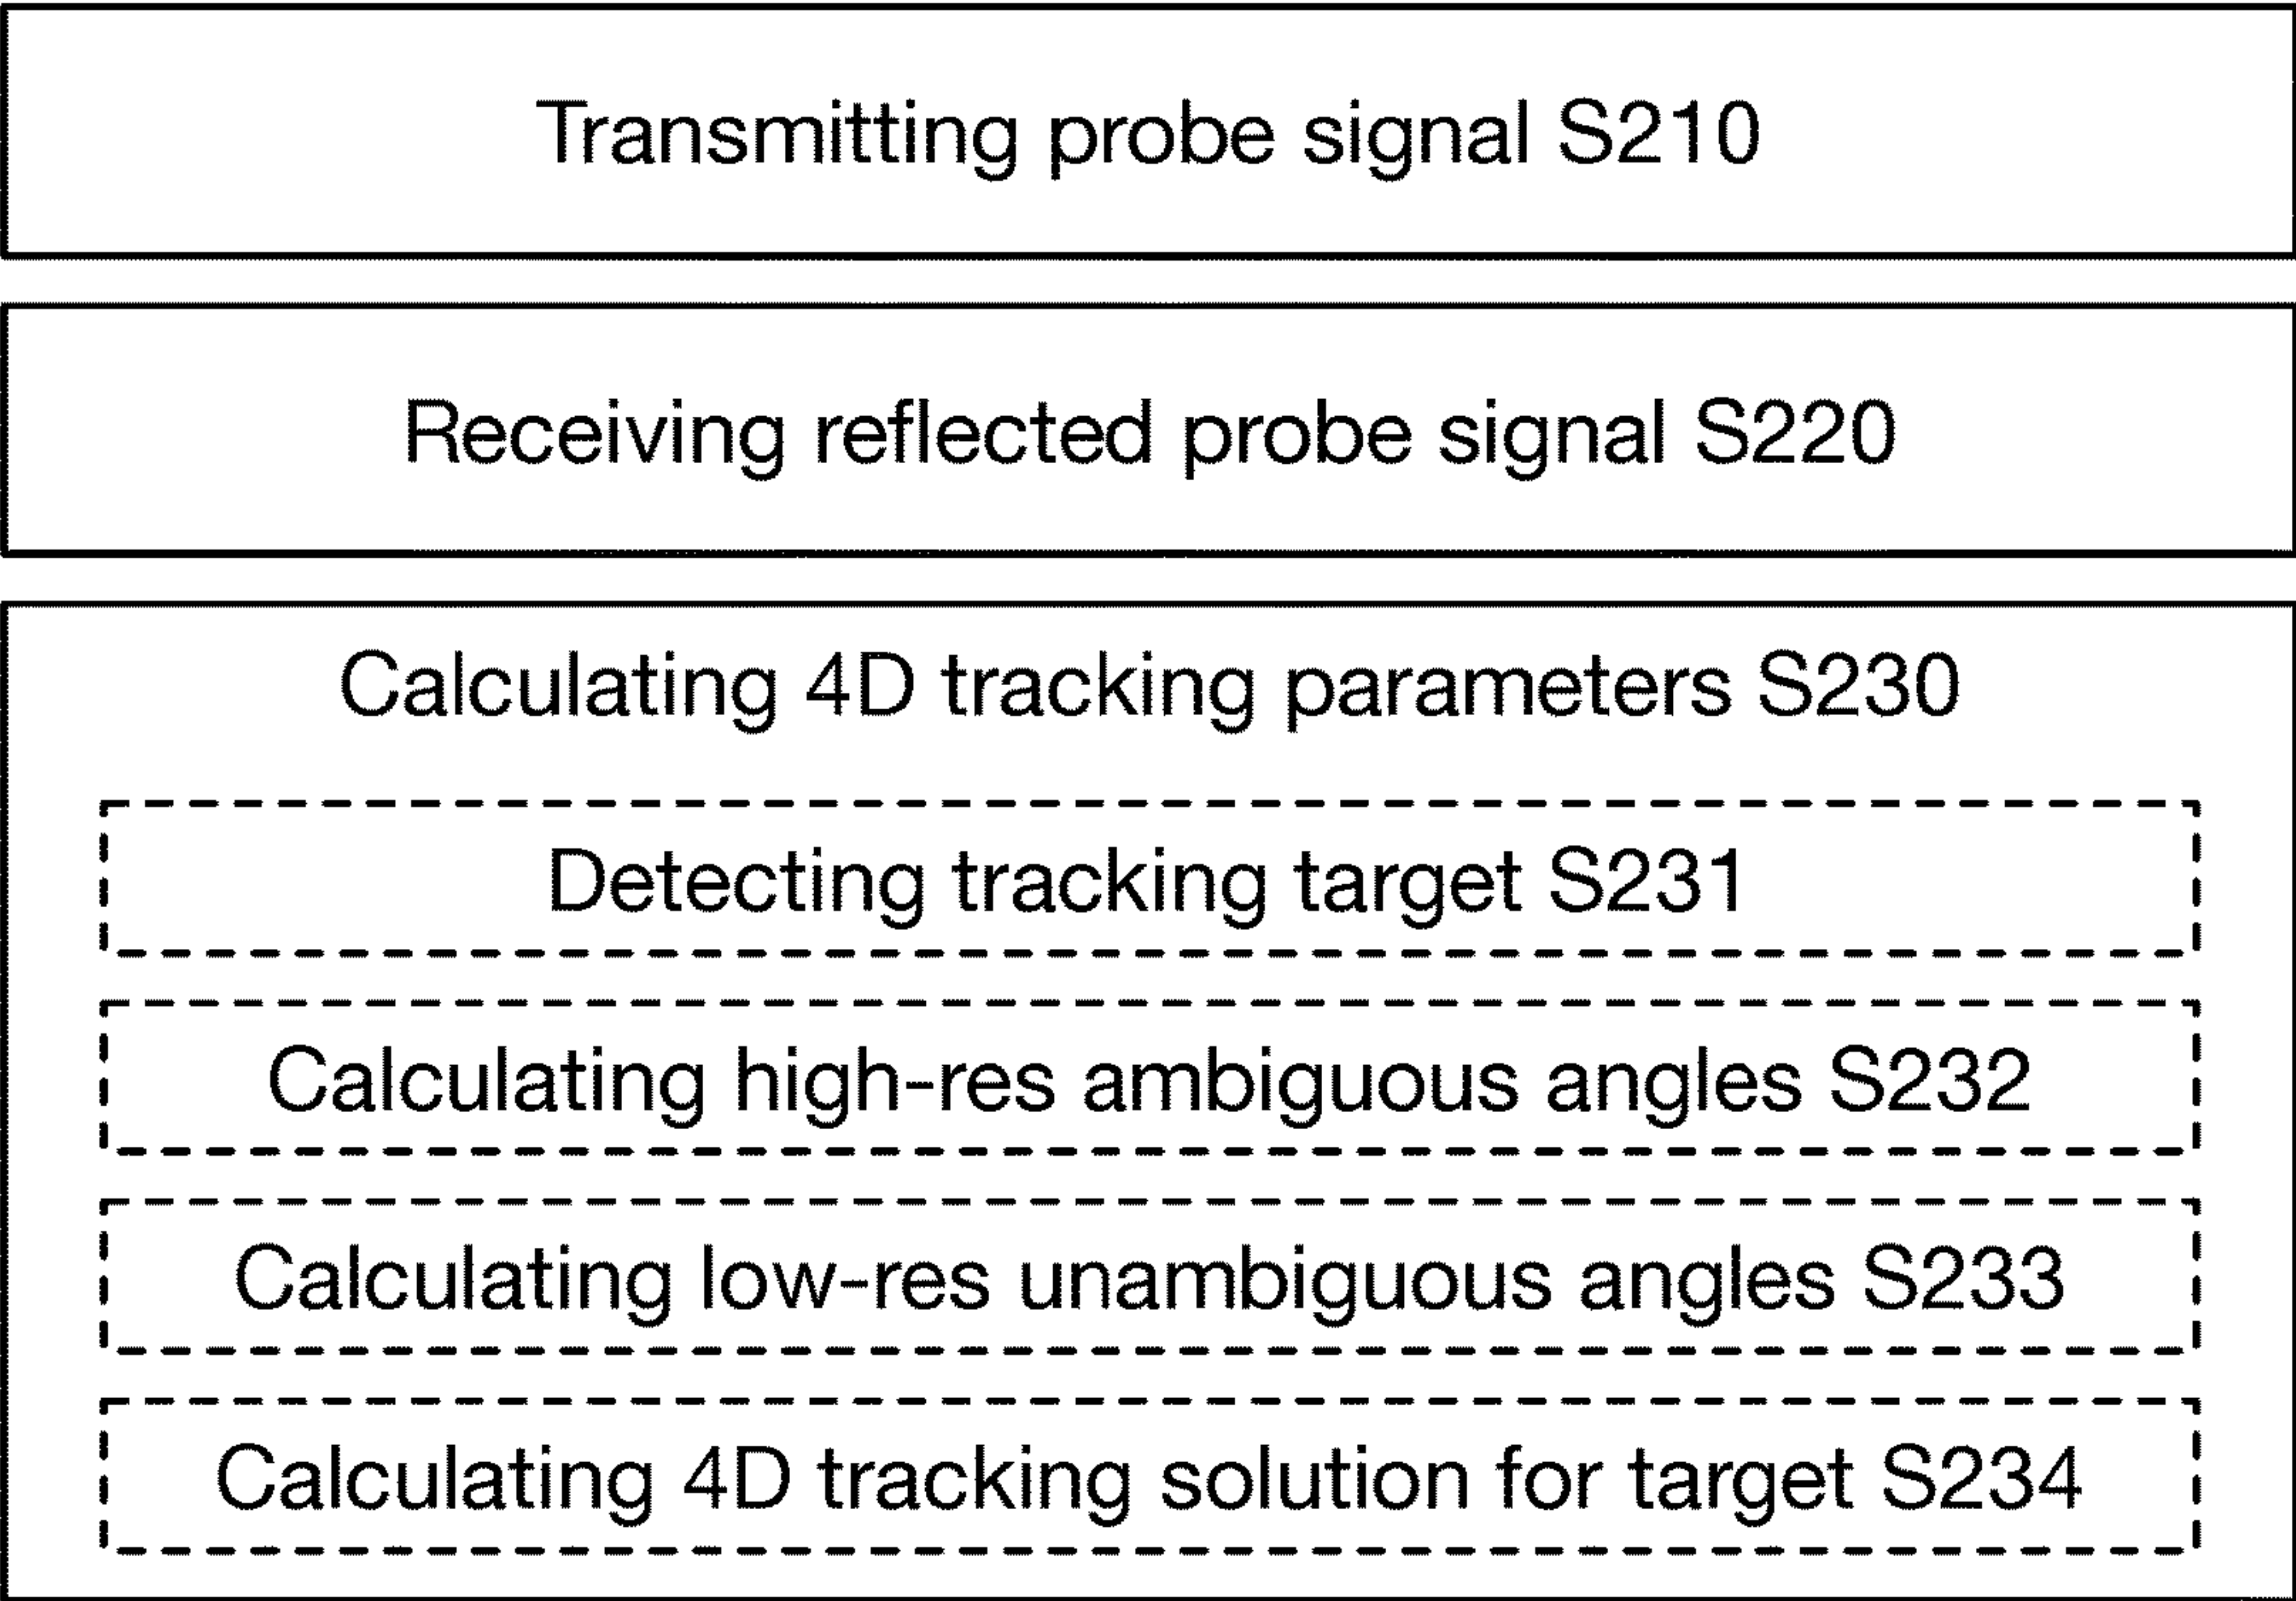 Transmitting probe signal S210
Receiving reflected probe signal S220
Calculating 4D tracking parameters S230
Detecting tracking target S231
Calculating high-res ambiguous angles S232
Calculating low-res unambiguous angles S233
Calculating 4D tracking solution for target S234